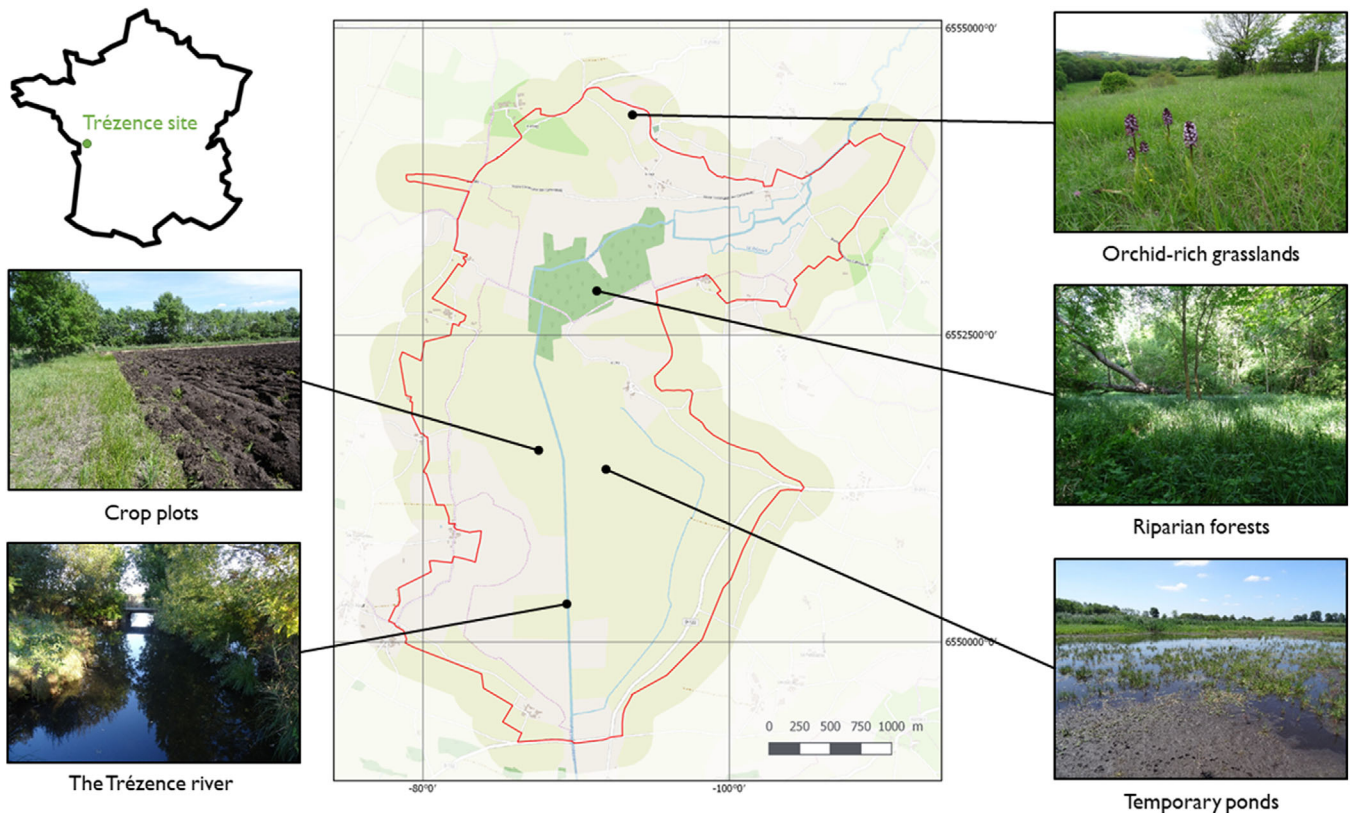 Trézence site
6555000°0'
Orchid-rich grasslands
6552500°0'
Crop plots
Riparian forests
6550000°0'
0 250 500 750 1000 m
The Trézence river
-80°0'
-100°0'
Temporary ponds